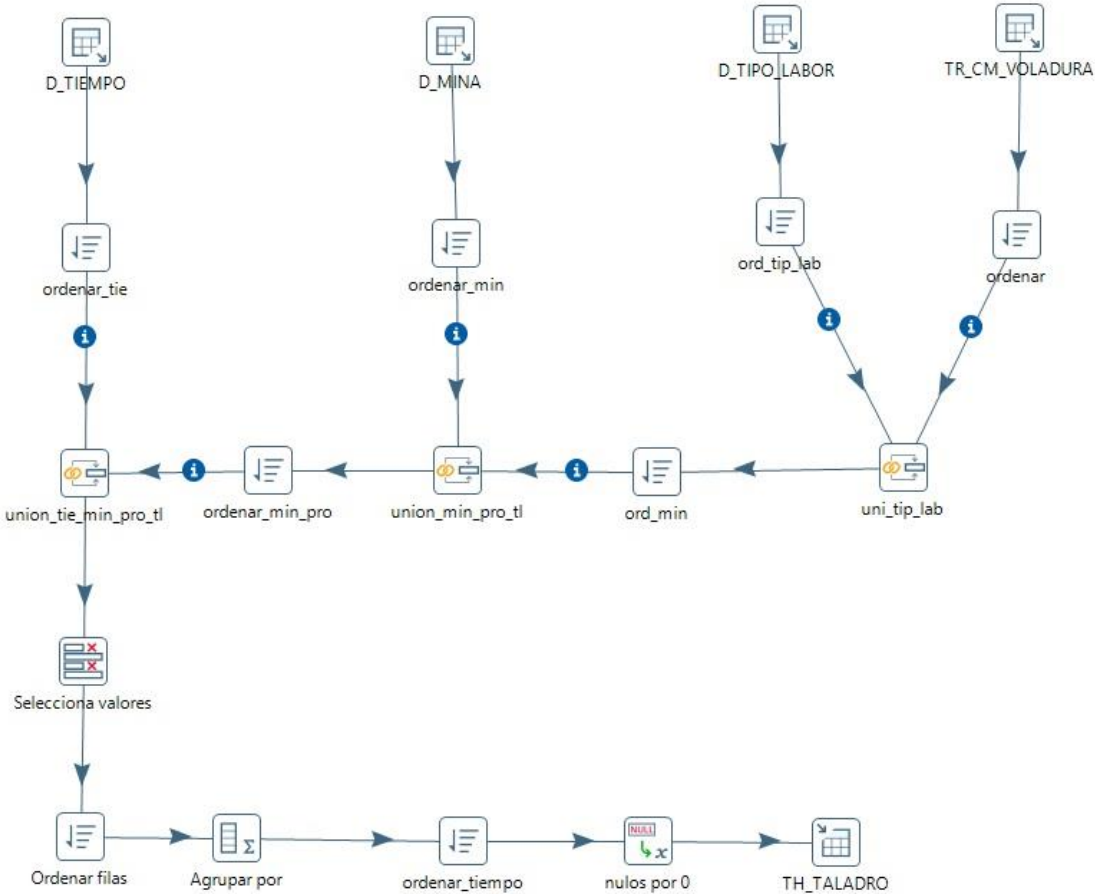 D_TIEMPO
D_MINA
D_TIPO_LABOR
TR_CM_VOLADURA
ordenar_tie
ordenar_min
ord_tip_lab
ordenar
i
i
i
i
i
i
union_tie_min_pro_tl
ordenar_min_pro
union_min_pro_tl
ord_min
uni_tip_lab
Selecciona valores
Σ
NULL
x
Ordenar filas
Agrupar por
ordenar_tiempo
nulos por 0
TH_TALADRO